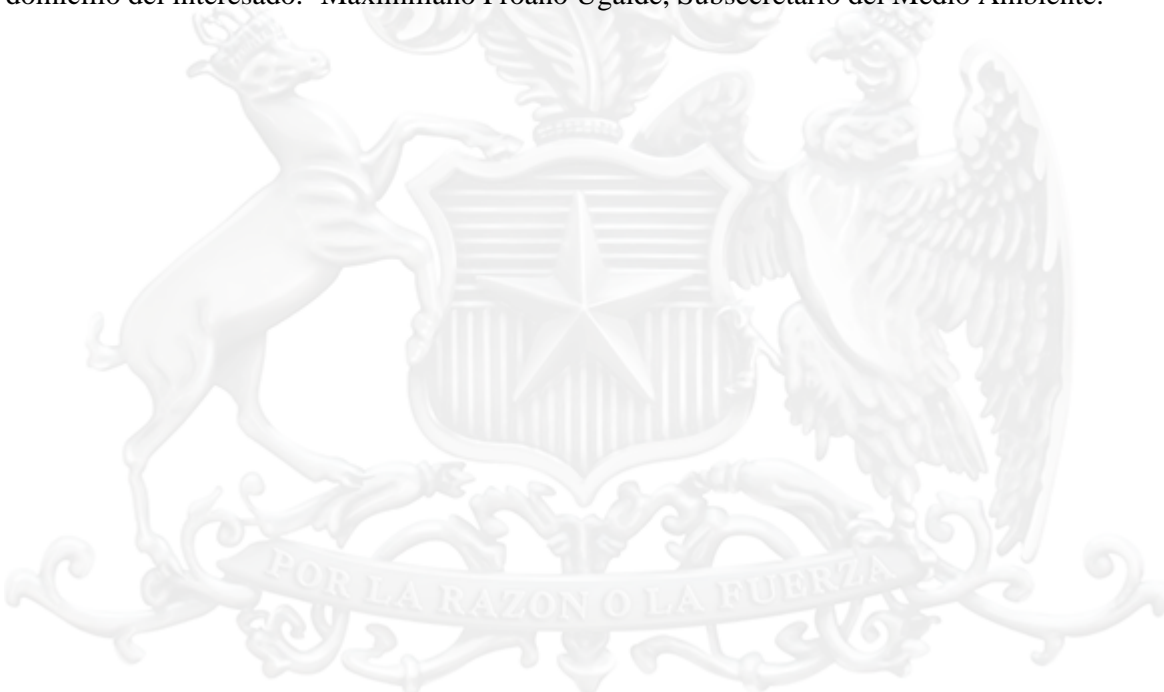 domicilio del interesado.- Maximiliano Proaño Ugalde, Subsecretario del Medio Ambiente.
POR LA RAZON O LA FUERZA